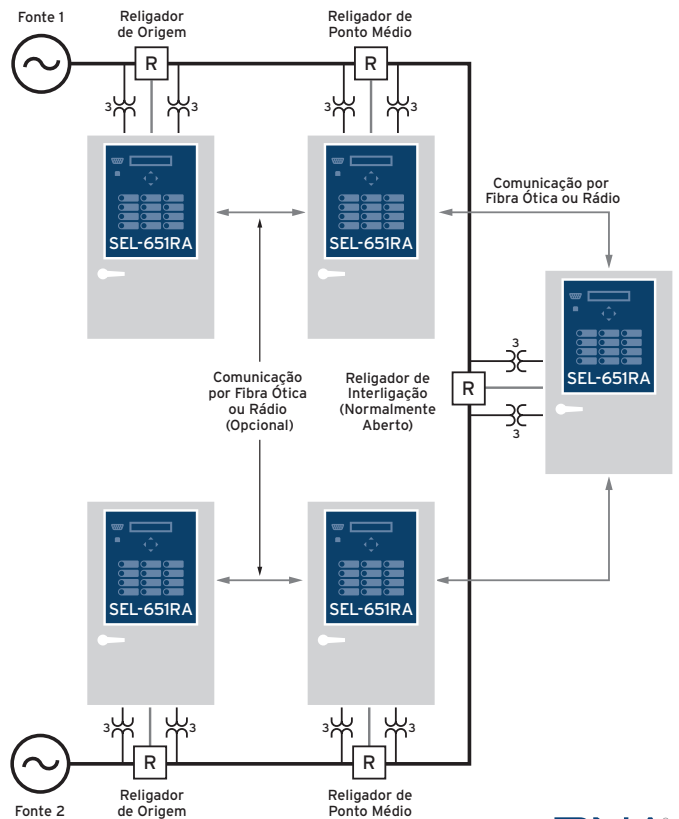 Fonte 1
Religador
de Origem
Religador de
Ponto Médio
R
R
3
3
3
3
SEL-651RA
SEL-651RA
Comunicação por
Fibra Ótica ou Rádio
SEL-651RA
3
R
3
Comunicação
por Fibra Ótica
ou Rádio
(Opcional)
Religador de
Interligação
(Normalmente
Aberto)
SEL-651RA
SEL-651RA
3
3
3
3
R
R
Fonte 2
Religador
de Origem
Religador de
Ponto Médio